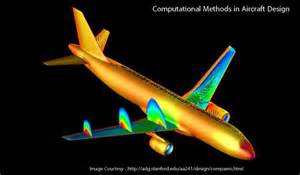 Computational Methods in Aircraft Design
Image Courtesy : http://adg.stanford.edu/aa241/design/compaero.html